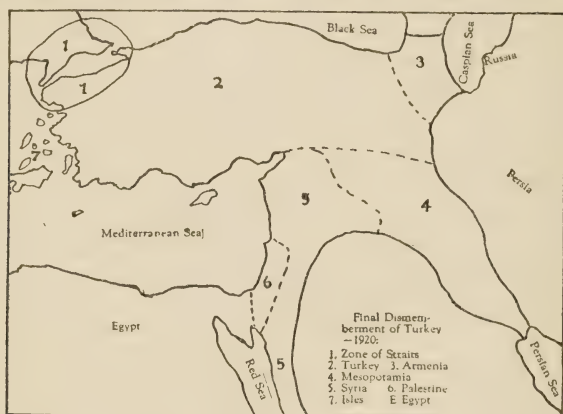 Black Sea
Caspian Sea
Russia
1
1
2
3
7
Persia
5
4
Mediterranean Sea
6
Egypt
Red Sea
5
Persian Sea
Final Dismem-
berment of Turkey
—1920:
1, Zone of Straits
2. Turkey 3. Armenia
4. Mesopotamia
5. Syria 6. Palestine
7. Isles E Egypt